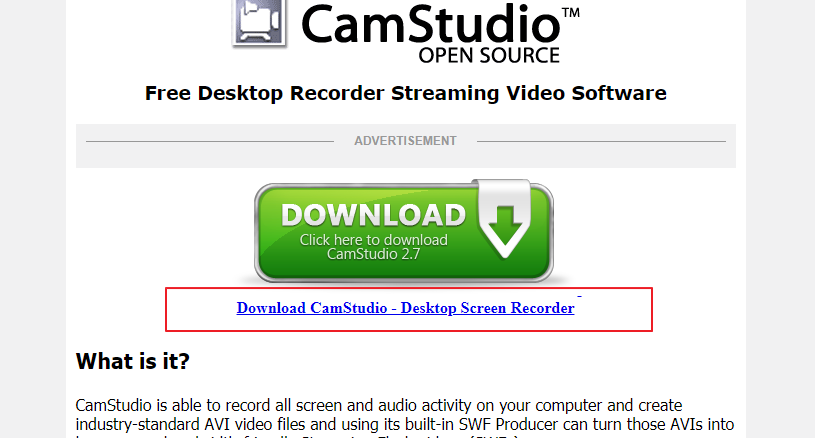 CamStudio™
OPEN SOURCE
Free Desktop Recorder Streaming Video Software
ADVERTISEMENT
DOWNLOAD
Click here to download
CamStudio 2.7
Download CamStudio - Desktop Screen Recorder
What is it?
CamStudio is able to record all screen and audio activity on your computer and create
industry-standard AVI video files and using its built-in SWF Producer can turn those AVIs into